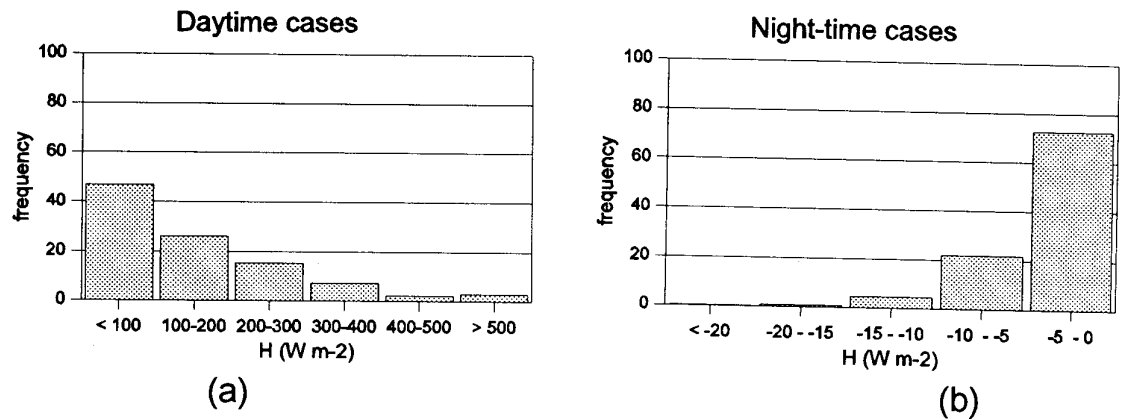 Daytime cases
100
80
60
40
20
0
frequency
< 100 100-200 200-300 300-400 400-500 > 500
H (W m-2)
(a)
Night-time cases
100
80
60
40
20
0
frequency
< -20 -20 - -15 -15 - -10 -10 - -5 -5 - 0
H (W m-2)
(b)